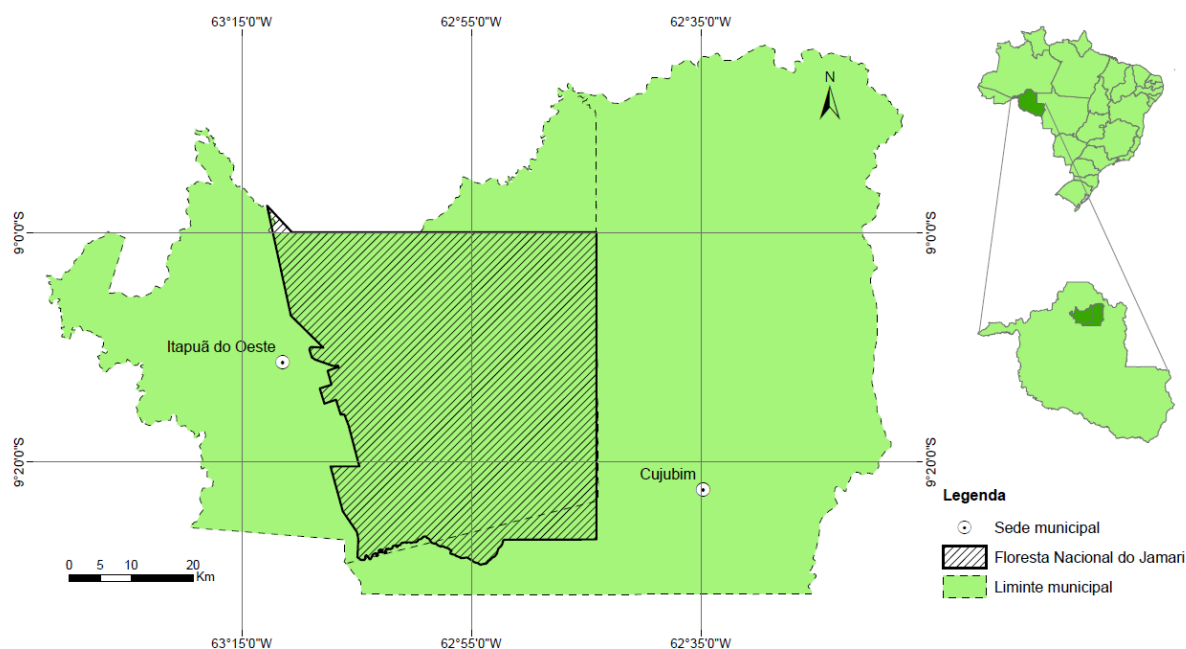 63°15'0"W 62°55'0"W 62°35'0"W
N
9°0'0"S 9°0'0"S
Itapuã do Oeste
9°20'0"S 9°20'0"S
Cujubim
Legenda
Sede municipal
Floresta Nacional do Jamari
Liminte municipal
0 5 10 20
Km
63°15'0"W 62°55'0"W 62°35'0"W